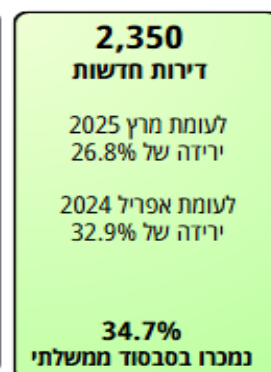 2,350
דירות חדשות
לעומת מרץ 2025
ירידה של 26.8%
לעומת אפריל 2024
ירידה של 32.9%
34.7%
נמכרו בסבסוד ממשלתי